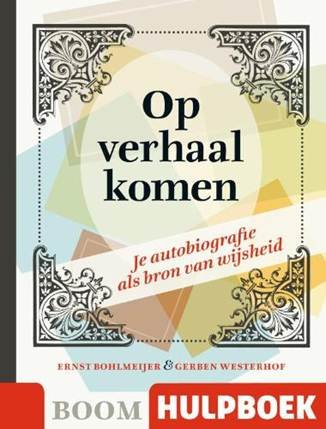 Op
verhaal
komen
Je autobiografie
als bron van wijsheid
ERNST BOHLMEIJER & GERBEN WESTERHOF
BOOM HULPBOEK